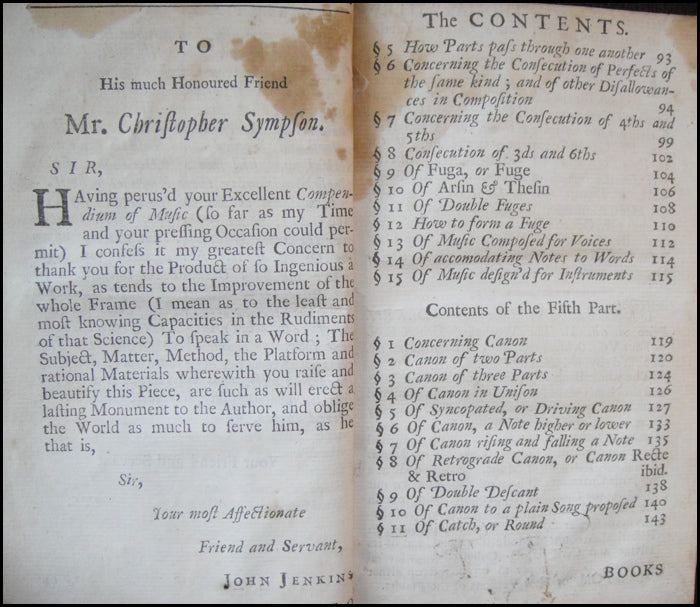 TO
His much Honoured Friend
Mr. Chriſtopher Sympſon.
SIR,
HAving perus'd your Excellent Compen-
dium of Muſic (ſo far as my Time
and your preſſing Occaſion could per-
mit) I confeſs it my greateſt Concern to
thank you for the Product of ſo Ingenious a
Work, as tends to the Improvement of the
whole Frame (I mean as to the leaſt and
moſt knowing Capacities in the Rudiments
of that Science) To ſpeak in a Word; The
Subject, Matter, Method, the Platform and
rational Materials wherewith you raiſe and
beautify this Piece, are ſuch as will erect a
laſting Monument to the Author, and oblige
the World as much to ſerve him, as he
that is,
Sir,
Your moſt Affectionate
Friend and Servant,
JOHN JENKINS
The CONTENTS.
§ 5 How Parts paſs through one another 93
§ 6 Concerning the Conſecution of Perfects of
the ſame kind; and of other Diſallowan-
ces in Compoſition 94
§ 7 Concerning the Conſecution of 4ths and
5ths 99
§ 8 Conſecution of 3ds and 6ths 102
§ 9 Of Fuga, or Fuge 104
§ 10 Of Arſin & Theſin 106
§ 11 Of Double Fuges 108
§ 12 How to form a Fuge 110
§ 13 Of Muſic Compoſed for Voices 112
§ 14 Of accomodating Notes to Words 114
§ 15 Of Muſic deſign'd for Inſtruments 115
Contents of the Fifth Part.
§ 1 Concerning Canon 119
§ 2 Canon of two Parts 120
§ 3 Canon of three Parts 124
§ 4 Of Canon in Uniſon 126
§ 5 Of Syncopated, or Driving Canon 127
§ 6 Of Canon, a Note higher or lower 133
§ 7 Of Canon riſing and falling a Note 135
§ 8 Of Retrograde Canon, or Canon Recte
& Retro ibid.
§ 9 Of Double Deſcant 138
§ 10 Of Canon to a plain Song propoſed 140
§ 11 Of Catch, or Round 143
BOOKS